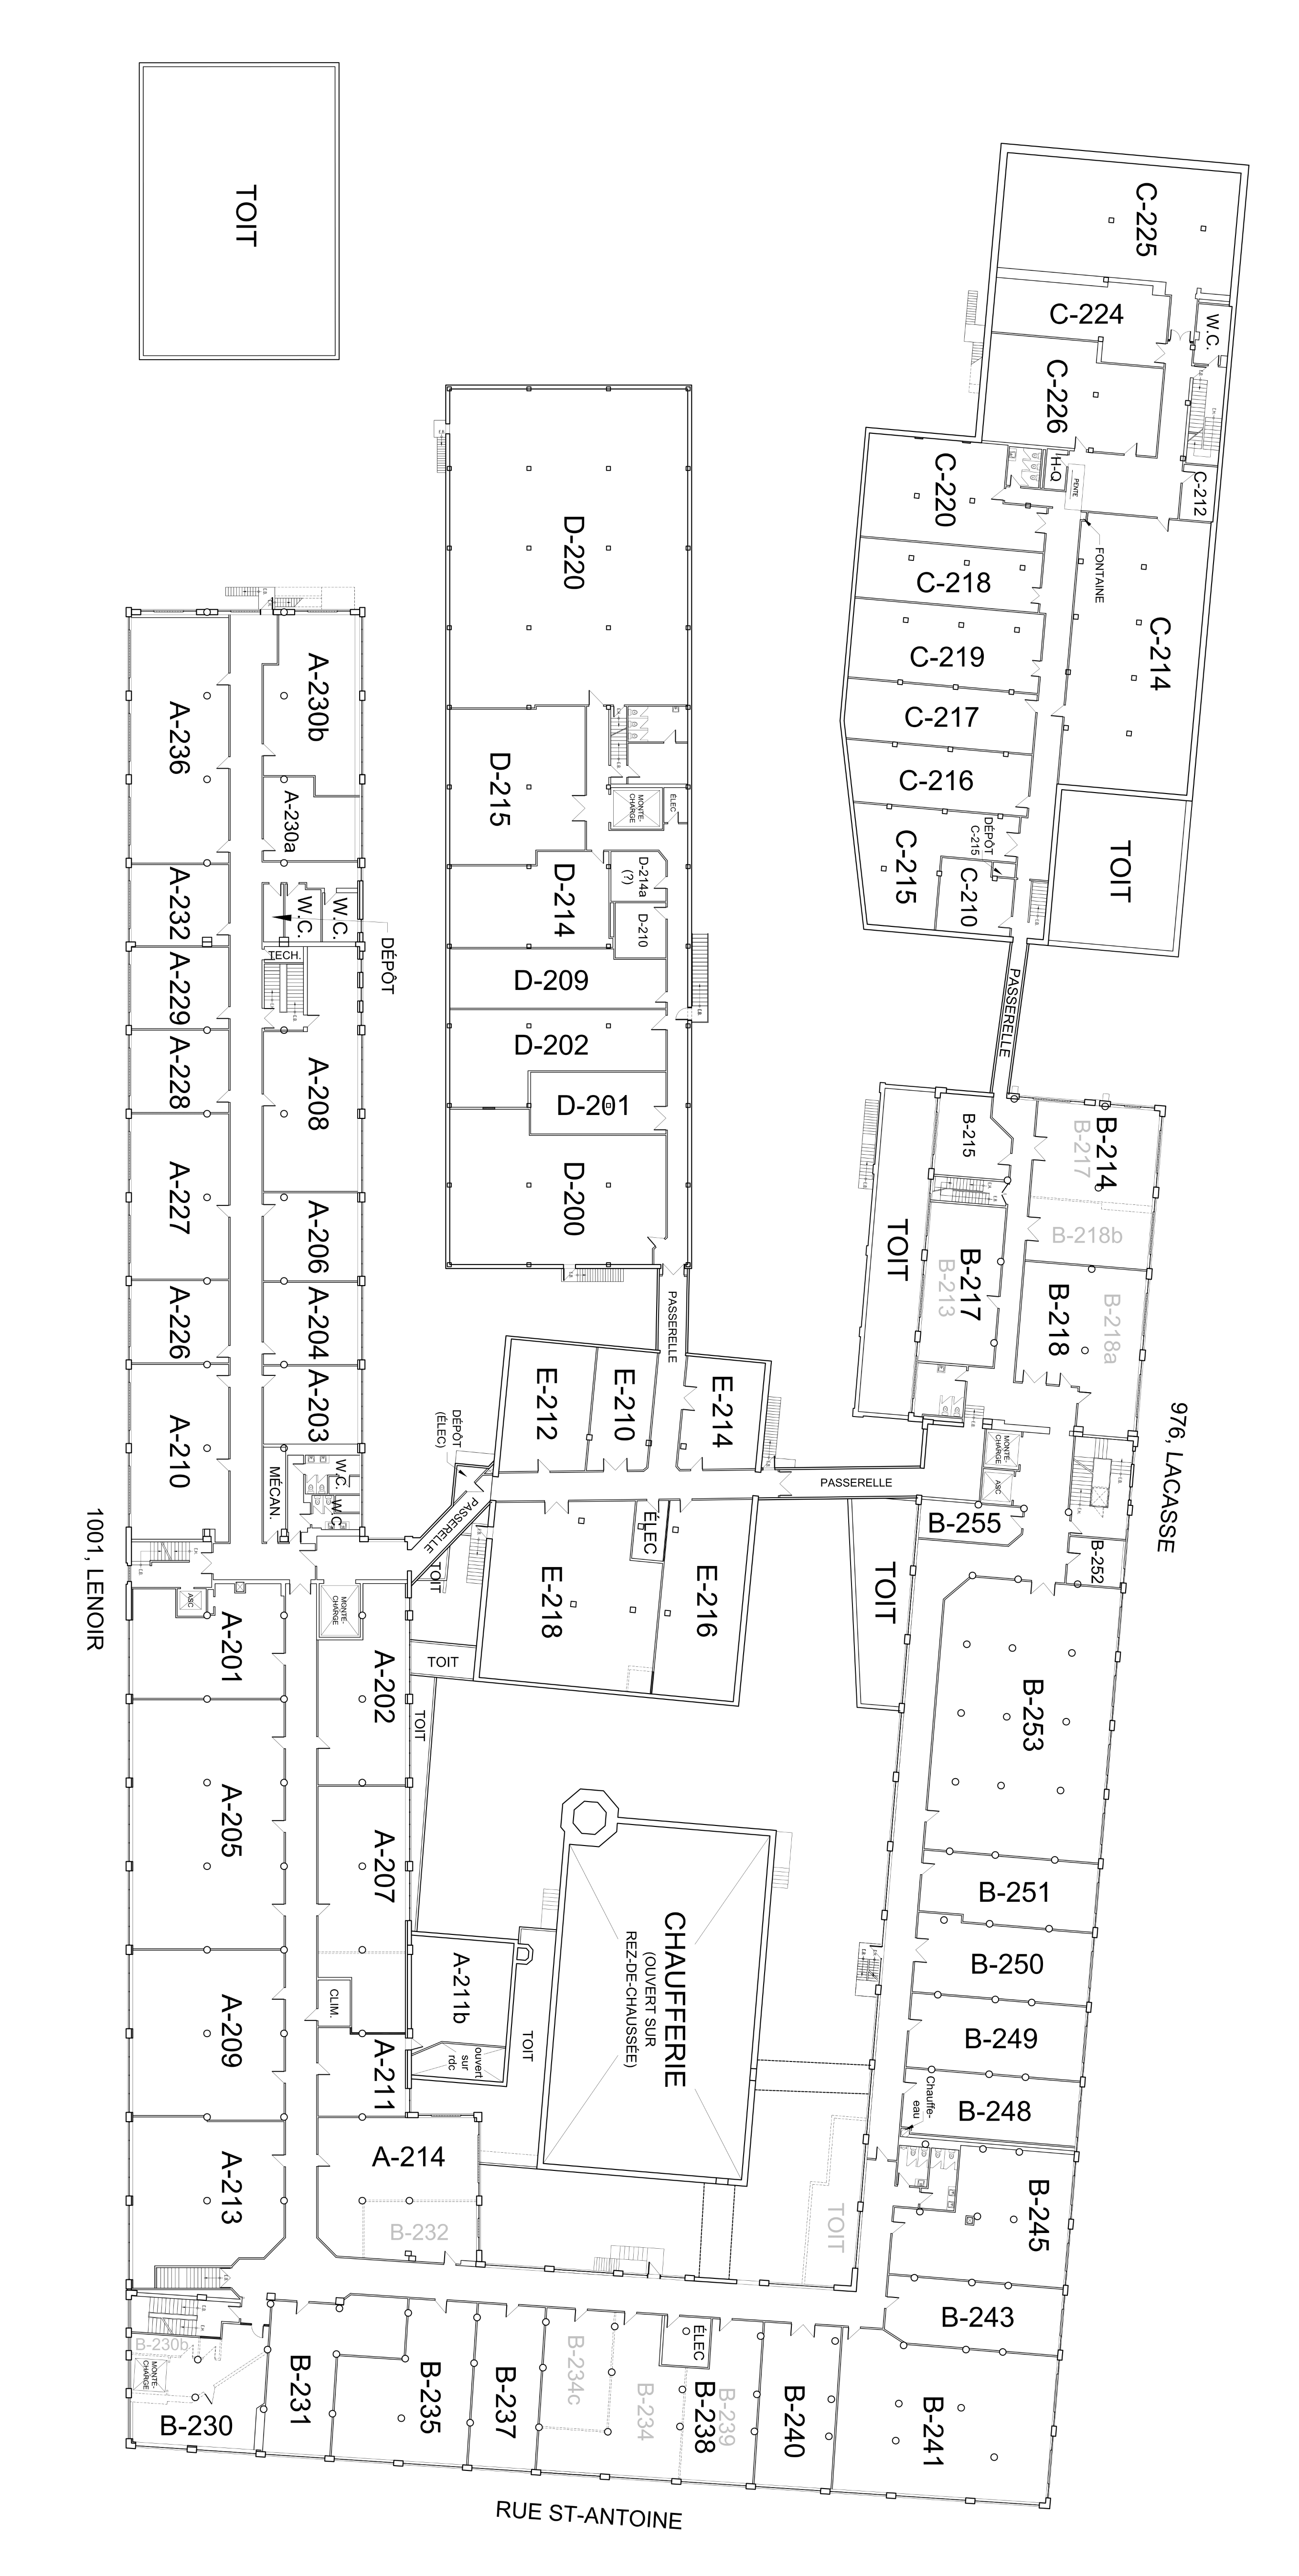 TOIT
C-225
C-224
W.C.
C-226
C-220
H-Q
PENTE
C-212
FONTAINE
C-218
C-214
C-219
C-217
C-216
DÉPÔT
C-215
C-215
C-210
TOIT
PASSERELLE
D-220
D-215
MONTE-
CHARGE
ÉLEC
D-214
D-214a
(?)
D-210
D-209
D-202
D-201
D-200
PASSERELLE
A-230b
A-236
A-230a
A-232
W.C.
W.C.
DÉPÔT
TECH.
A-229
A-228
A-208
A-227
A-206
A-226
A-204
A-203
A-210
MÉCAN.
W.C.
W.C.
1001, LENOIR
ASC
MONTE-
CHARGE
A-201
A-202
TOIT
A-205
A-207
CLIM.
A-209
A-211
A-211b
ouvert
sur
rdc
TOIT
A-213
A-214
B-232
E-212
E-210
E-214
DÉPÔT
(ÉLEC)
PASSERELLE
TOIT
TOIT
E-218
ÉLEC
E-216
PASSERELLE
TOIT
CHAUFFERIE
(OUVERT SUR
REZ-DE-CHAUSSÉE)
TOIT
B-215
B-214
B-217
B-218b
TOIT
B-217
B-213
B-218
B-218a
976, LACASSE
MONTE-
CHARGE
ASC
B-255
B-252
B-253
B-251
B-250
B-249
B-248
Chauffe-
eau
B-245
B-243
B-241
B-240
ÉLEC
B-238
B-239
B-234
B-234c
B-237
B-235
B-231
B-230b
MONTE-
CHARGE
B-230
RUE ST-ANTOINE